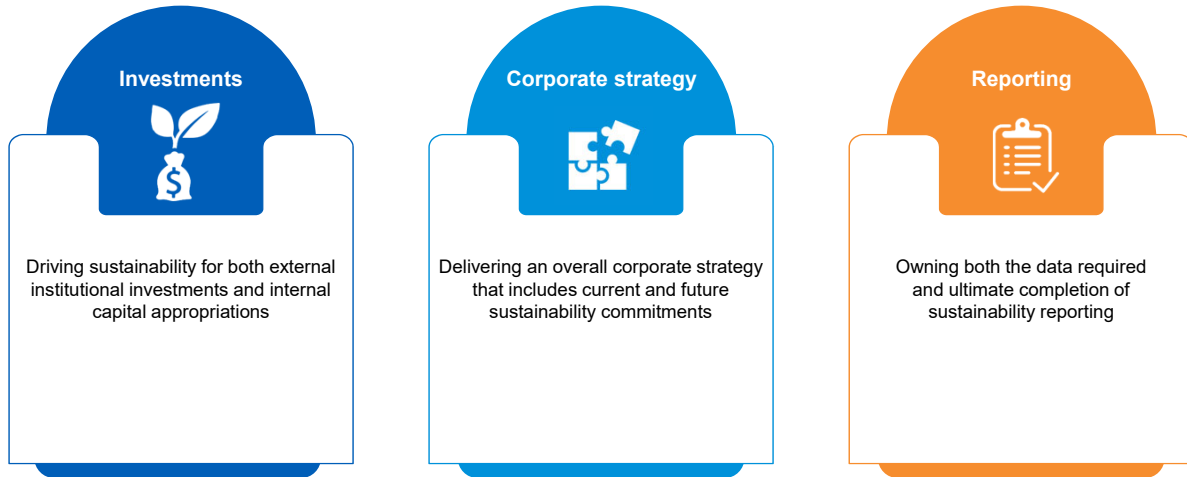 Investments
$
Driving sustainability for both external
institutional investments and internal
capital appropriations
Corporate strategy
Delivering an overall corporate strategy
that includes current and future
sustainability commitments
Reporting
Owning both the data required
and ultimate completion of
sustainability reporting